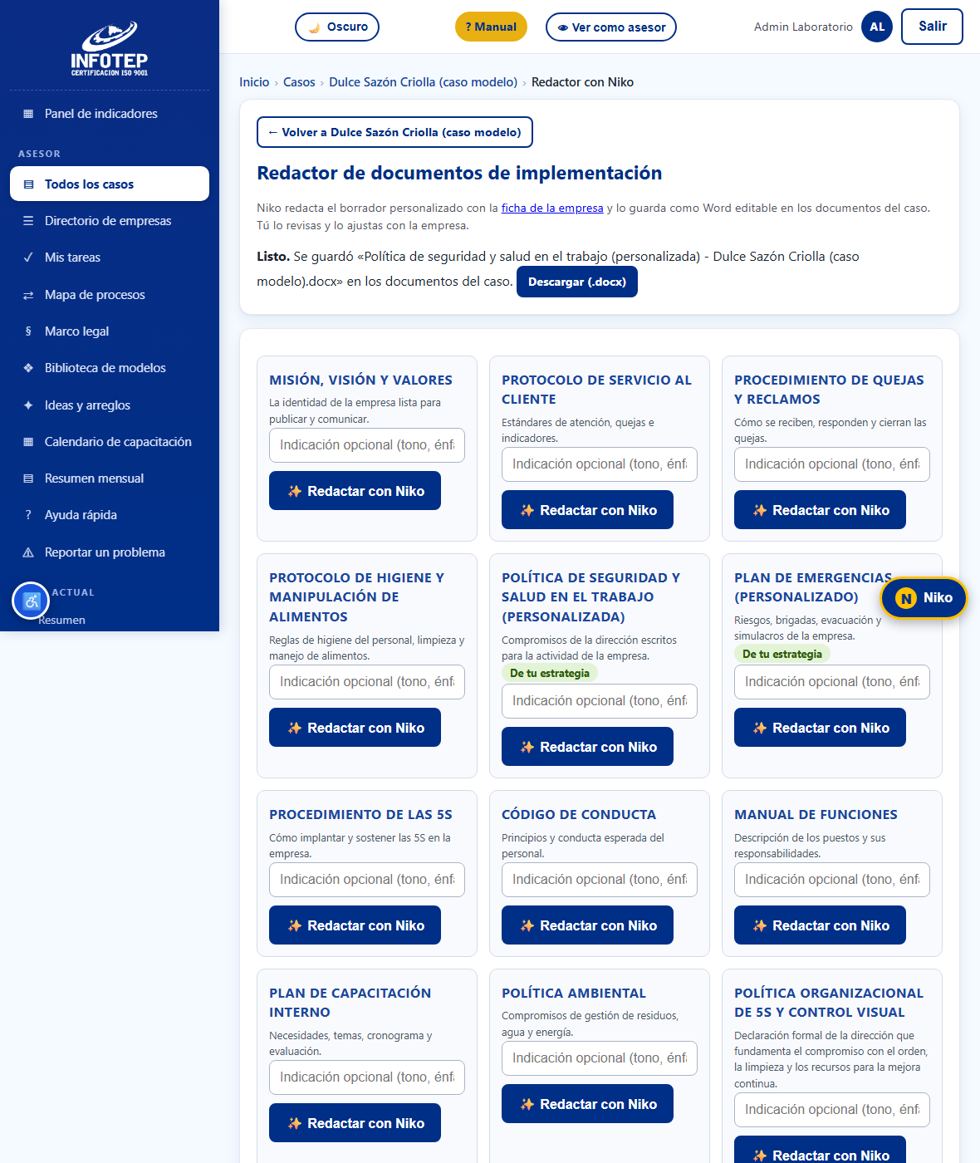 INFOTEP
CERTIFICACION ISO 9001
Panel de indicadores
ASESOR
Todos los casos
Directorio de empresas
Mis tareas
Mapa de procesos
Marco legal
Biblioteca de modelos
Ideas y arreglos
Calendario de capacitación
Resumen mensual
Ayuda rápida
Reportar un problema
ACTUAL
Resumen
Oscuro
? Manual
Ver como asesor
Admin Laboratorio
AL
Salir
Inicio › Casos › Dulce Sazón Criolla (caso modelo) › Redactor con Niko
← Volver a Dulce Sazón Criolla (caso modelo)
Redactor de documentos de implementación
Niko redacta el borrador personalizado con la ficha de la empresa y lo guarda como Word editable en los documentos del caso.
Tú lo revisas y lo ajustas con la empresa.
Listo. Se guardó «Política de seguridad y salud en el trabajo (personalizada) - Dulce Sazón Criolla (caso
modelo).docx» en los documentos del caso. Descargar (.docx)
MISIÓN, VISIÓN Y VALORES
La identidad de la empresa lista para
publicar y comunicar.
Indicación opcional (tono, énf
✨ Redactar con Niko
PROTOCOLO DE SERVICIO AL
CLIENTE
Estándares de atención, quejas e
indicadores.
Indicación opcional (tono, énf
✨ Redactar con Niko
PROCEDIMIENTO DE QUEJAS
Y RECLAMOS
Cómo se reciben, responden y cierran las
quejas.
Indicación opcional (tono, énf
✨ Redactar con Niko
PROTOCOLO DE HIGIENE Y
MANIPULACIÓN DE
ALIMENTOS
Reglas de higiene del personal, limpieza y
manejo de alimentos.
Indicación opcional (tono, énf
✨ Redactar con Niko
POLÍTICA DE SEGURIDAD Y
SALUD EN EL TRABAJO
(PERSONALIZADA)
Compromisos de la dirección escritos
para la actividad de la empresa.
De tu estrategia
Indicación opcional (tono, énf
✨ Redactar con Niko
PLAN DE EMERGENCIAS
(PERSONALIZADO)
Riesgos, brigadas, evacuación y
simulacros de la empresa.
De tu estrategia
Indicación opcional (tono, énf
✨ Redactar con Niko
N Niko
PROCEDIMIENTO DE LAS 5S
Cómo implantar y sostener las 5S en la
empresa.
Indicación opcional (tono, énf
✨ Redactar con Niko
CÓDIGO DE CONDUCTA
Principios y conducta esperada del
personal.
Indicación opcional (tono, énf
✨ Redactar con Niko
MANUAL DE FUNCIONES
Descripción de los puestos y sus
responsabilidades.
Indicación opcional (tono, énf
✨ Redactar con Niko
PLAN DE CAPACITACIÓN
INTERNO
Necesidades, temas, cronograma y
evaluación.
Indicación opcional (tono, énf
✨ Redactar con Niko
POLÍTICA AMBIENTAL
Compromisos de gestión de residuos,
agua y energía.
Indicación opcional (tono, énf
✨ Redactar con Niko
POLÍTICA ORGANIZACIONAL
DE 5S Y CONTROL VISUAL
Declaración formal de la dirección que
fundamenta el compromiso con el orden,
la limpieza y los recursos para la mejora
continua.
Indicación opcional (tono, énf
✨ Redactar con Niko